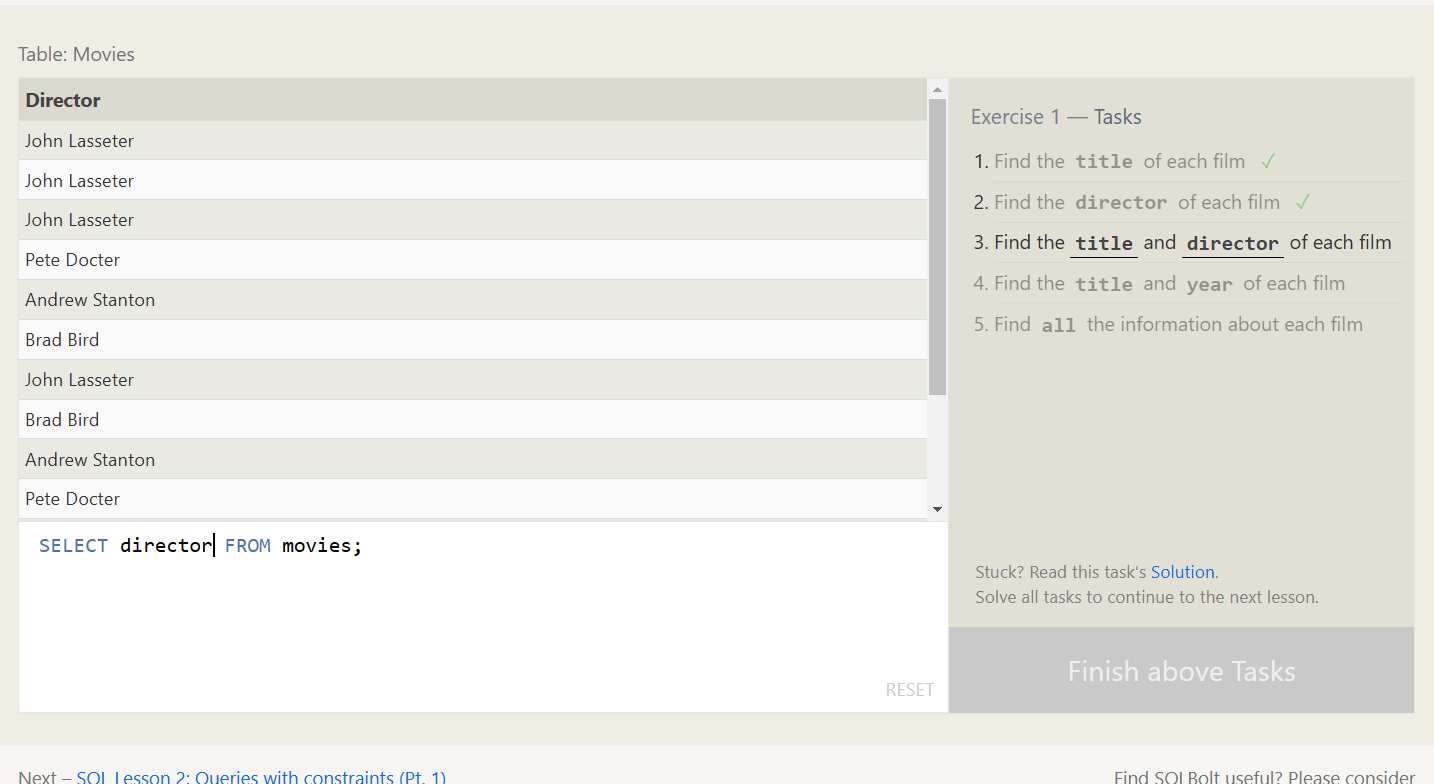 Table: Movies
Director
John Lasseter
John Lasseter
John Lasseter
Pete Docter
Andrew Stanton
Brad Bird
John Lasseter
Brad Bird
Andrew Stanton
Pete Docter
SELECT director FROM movies;
RESET
Exercise 1 — Tasks
1. Find the title of each film ✓
2. Find the director of each film ✓
3. Find the title and director of each film
4. Find the title and year of each film
5. Find all the information about each film
Stuck? Read this task's Solution.
Solve all tasks to continue to the next lesson.
Finish above Tasks
Next – SQL Lesson 2: Queries with constraints (Pt. 1)
Find SQLBolt useful? Please consider